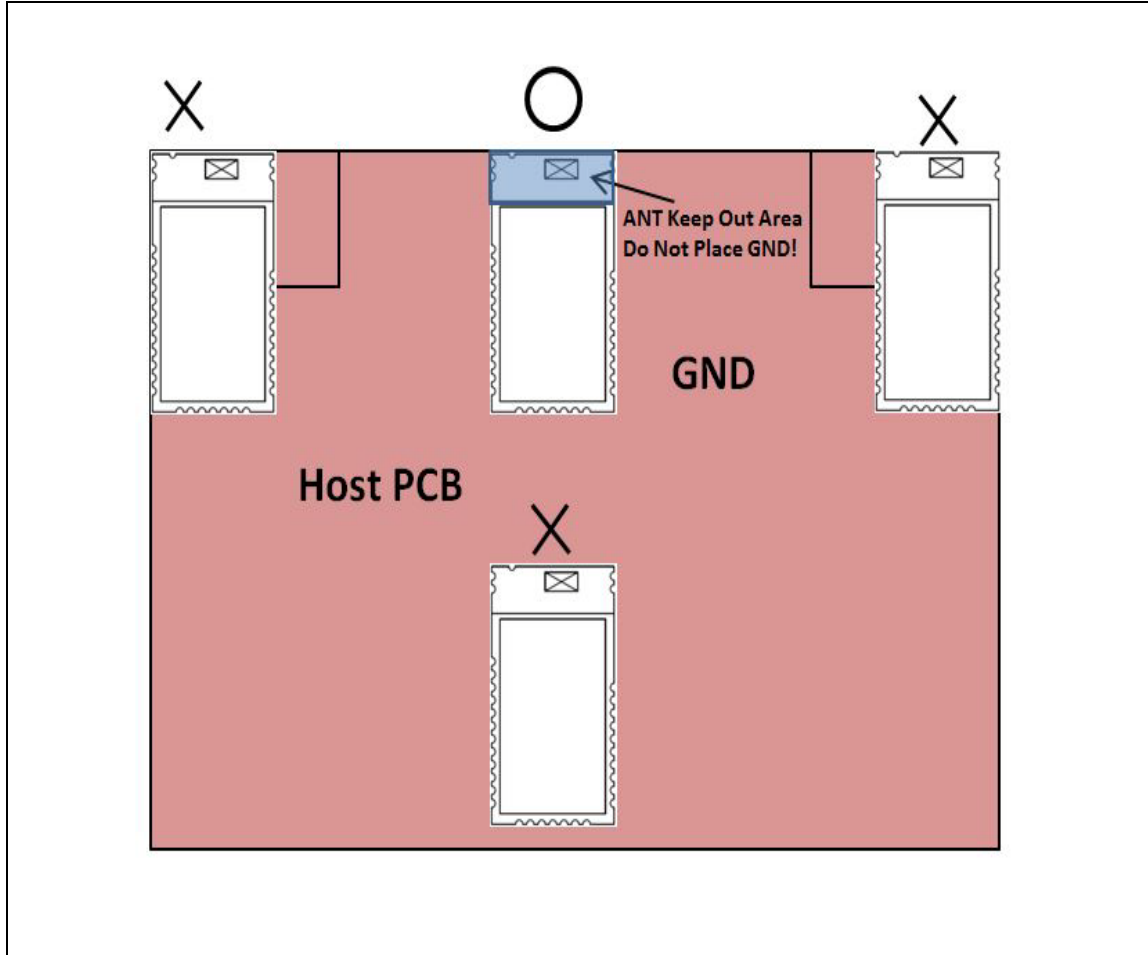 X
O
X
ANT Keep Out Area
Do Not Place GND!
GND
Host PCB
X